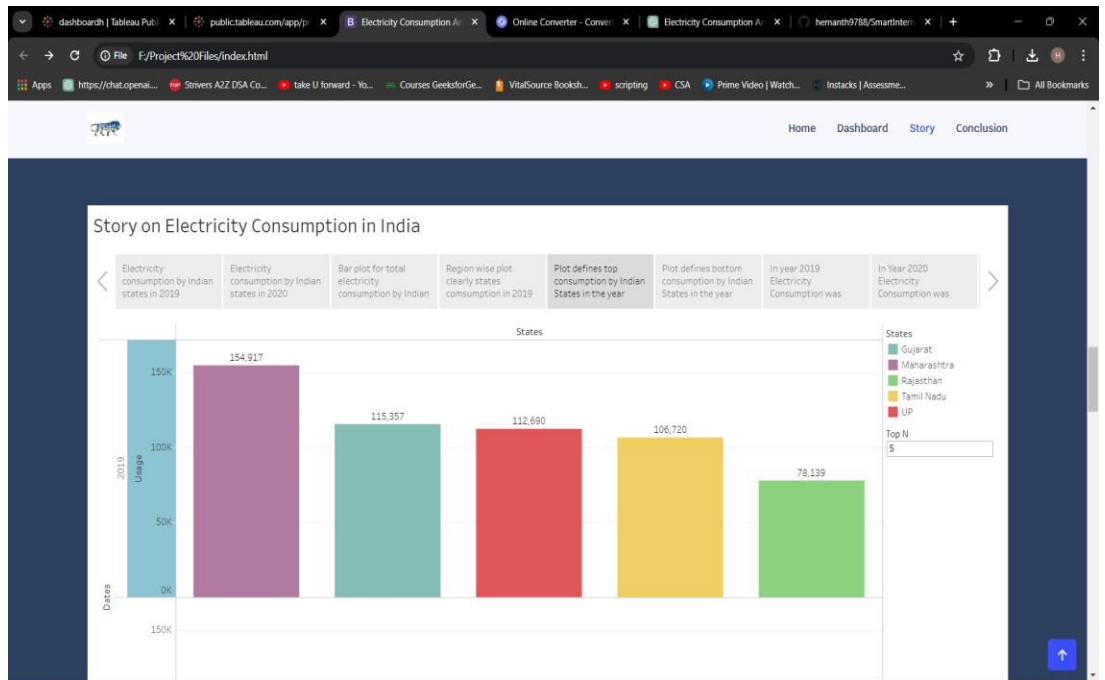 dashboardh | Tableau Publ
public.tableau.com/app/p
Electricity Consumption An
Online Converter - Convert
Electricity Consumption An
hemanth9788/SmartIntern
File F:/Project%20Files/index.html
H
Apps
https://chat.openai....
Strivers A2Z DSA Co...
take U forward - Yo...
Courses GeeksforGe...
VitalSource Booksh...
scripting
CSA
Prime Video | Watch...
Instacks | Assessme...
»
All Bookmarks
Home Dashboard Story Conclusion
Story on Electricity Consumption in India
Electricity
consumption by Indian
states in 2019
Electricity
consumption by Indian
states in 2020
Bar plot for total
electricity
consumption by Indian
Region wise plot
clearly states
comsumption in 2019
Plot defines top
consumption by Indian
States in the year
Plot defines bottom
consumption by Indian
States in the year
In year 2019
Electricity
Consumption was
In Year 2020
Electricity
Consumption was
States
Dates
2019
Usage
150K
100K
50K
0K
150K
154,917
115,357
112,690
106,720
78,139
States
Gujarat
Maharashtra
Rajasthan
Tamil Nadu
UP
Top N
5